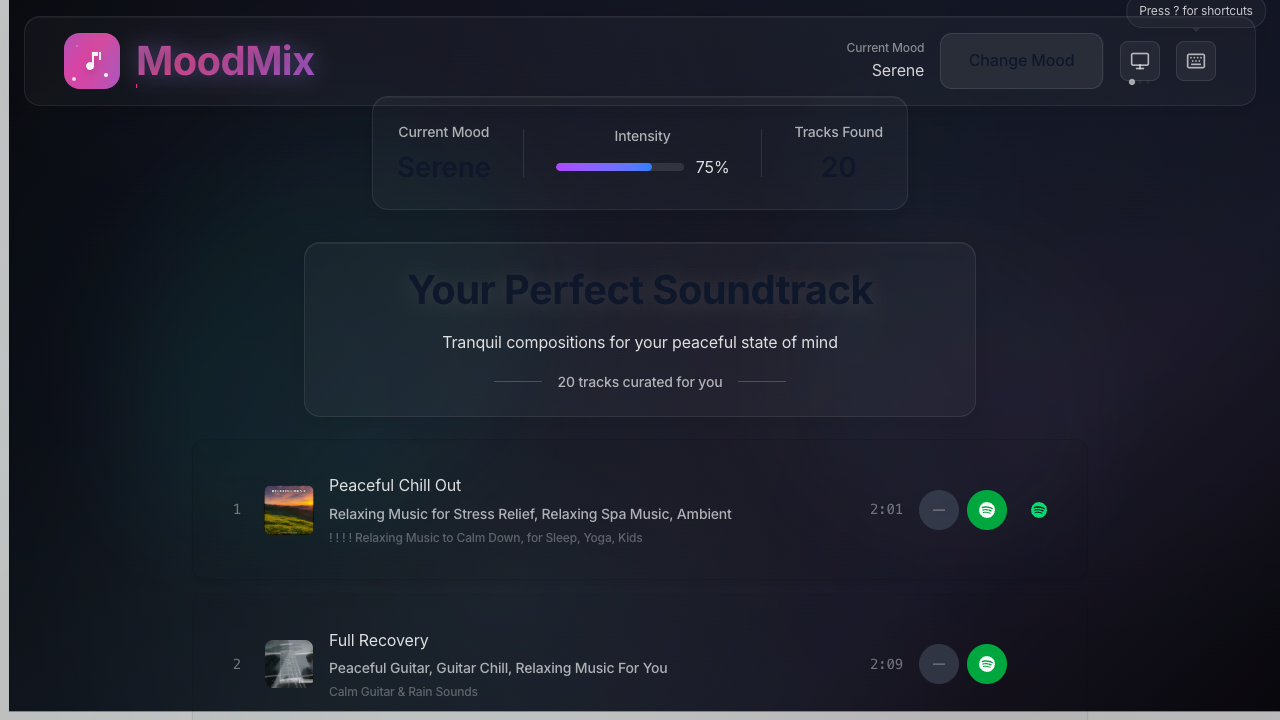 Press ? for shortcuts
MoodMix
Current Mood
Serene
Change Mood
Current Mood
Serene
Intensity
75%
Tracks Found
20
Your Perfect Soundtrack
Tranquil compositions for your peaceful state of mind
20 tracks curated for you
1
Peaceful Chill Out
Relaxing Music for Stress Relief, Relaxing Spa Music, Ambient
! ! ! ! Relaxing Music to Calm Down, for Sleep, Yoga, Kids
2:01
2
Full Recovery
Peaceful Guitar, Guitar Chill, Relaxing Music For You
Calm Guitar & Rain Sounds
2:09